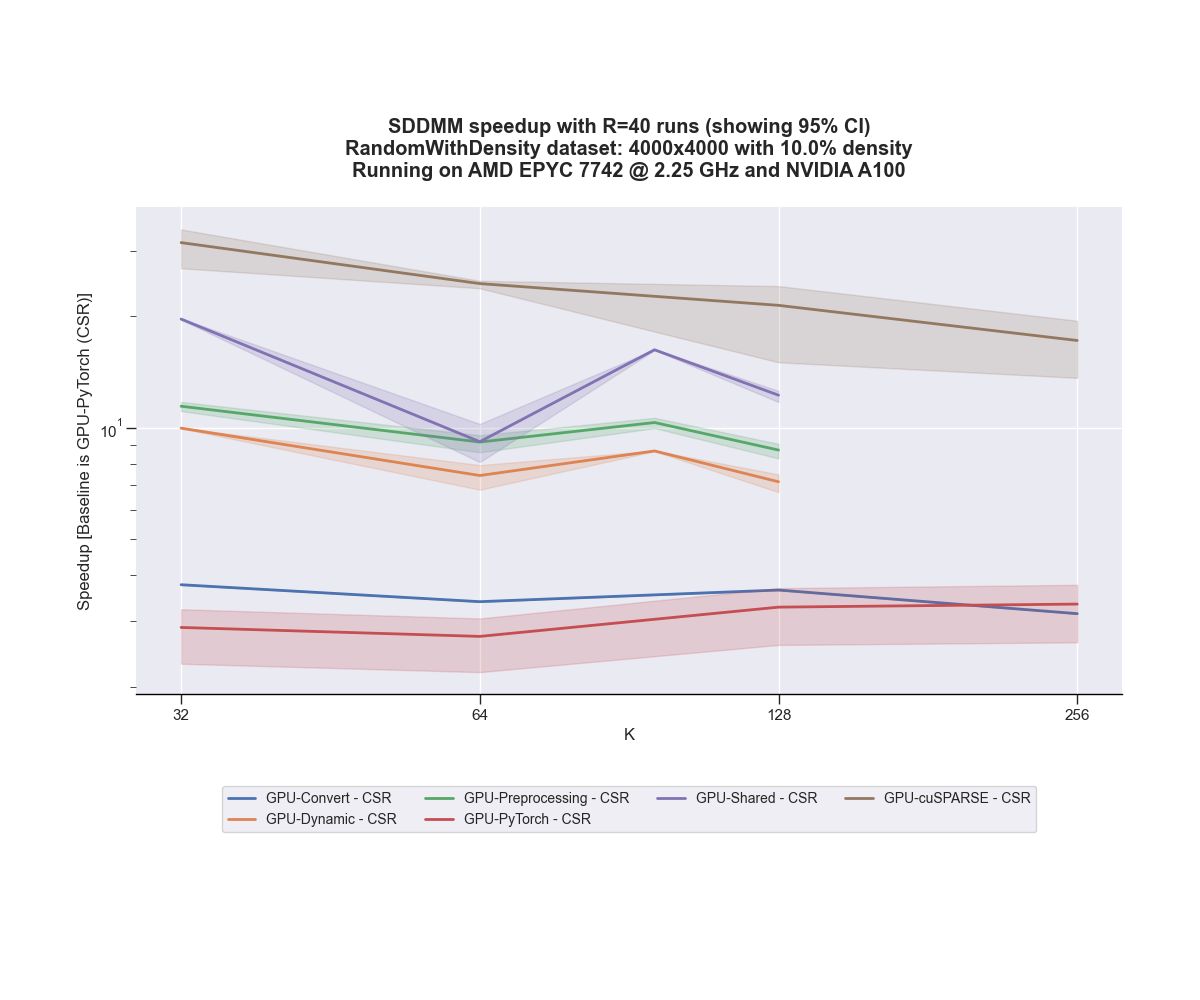 SDDMM speedup with R=40 runs (showing 95% CI)
RandomWithDensity dataset: 4000x4000 with 10.0% density
Running on AMD EPYC 7742 @ 2.25 GHz and NVIDIA A100
Speedup [Baseline is GPU-PyTorch (CSR)]
10¹
32 64 128 256
K
GPU-Convert - CSR GPU-Preprocessing - CSR GPU-Shared - CSR GPU-cuSPARSE - CSR
GPU-Dynamic - CSR GPU-PyTorch - CSR